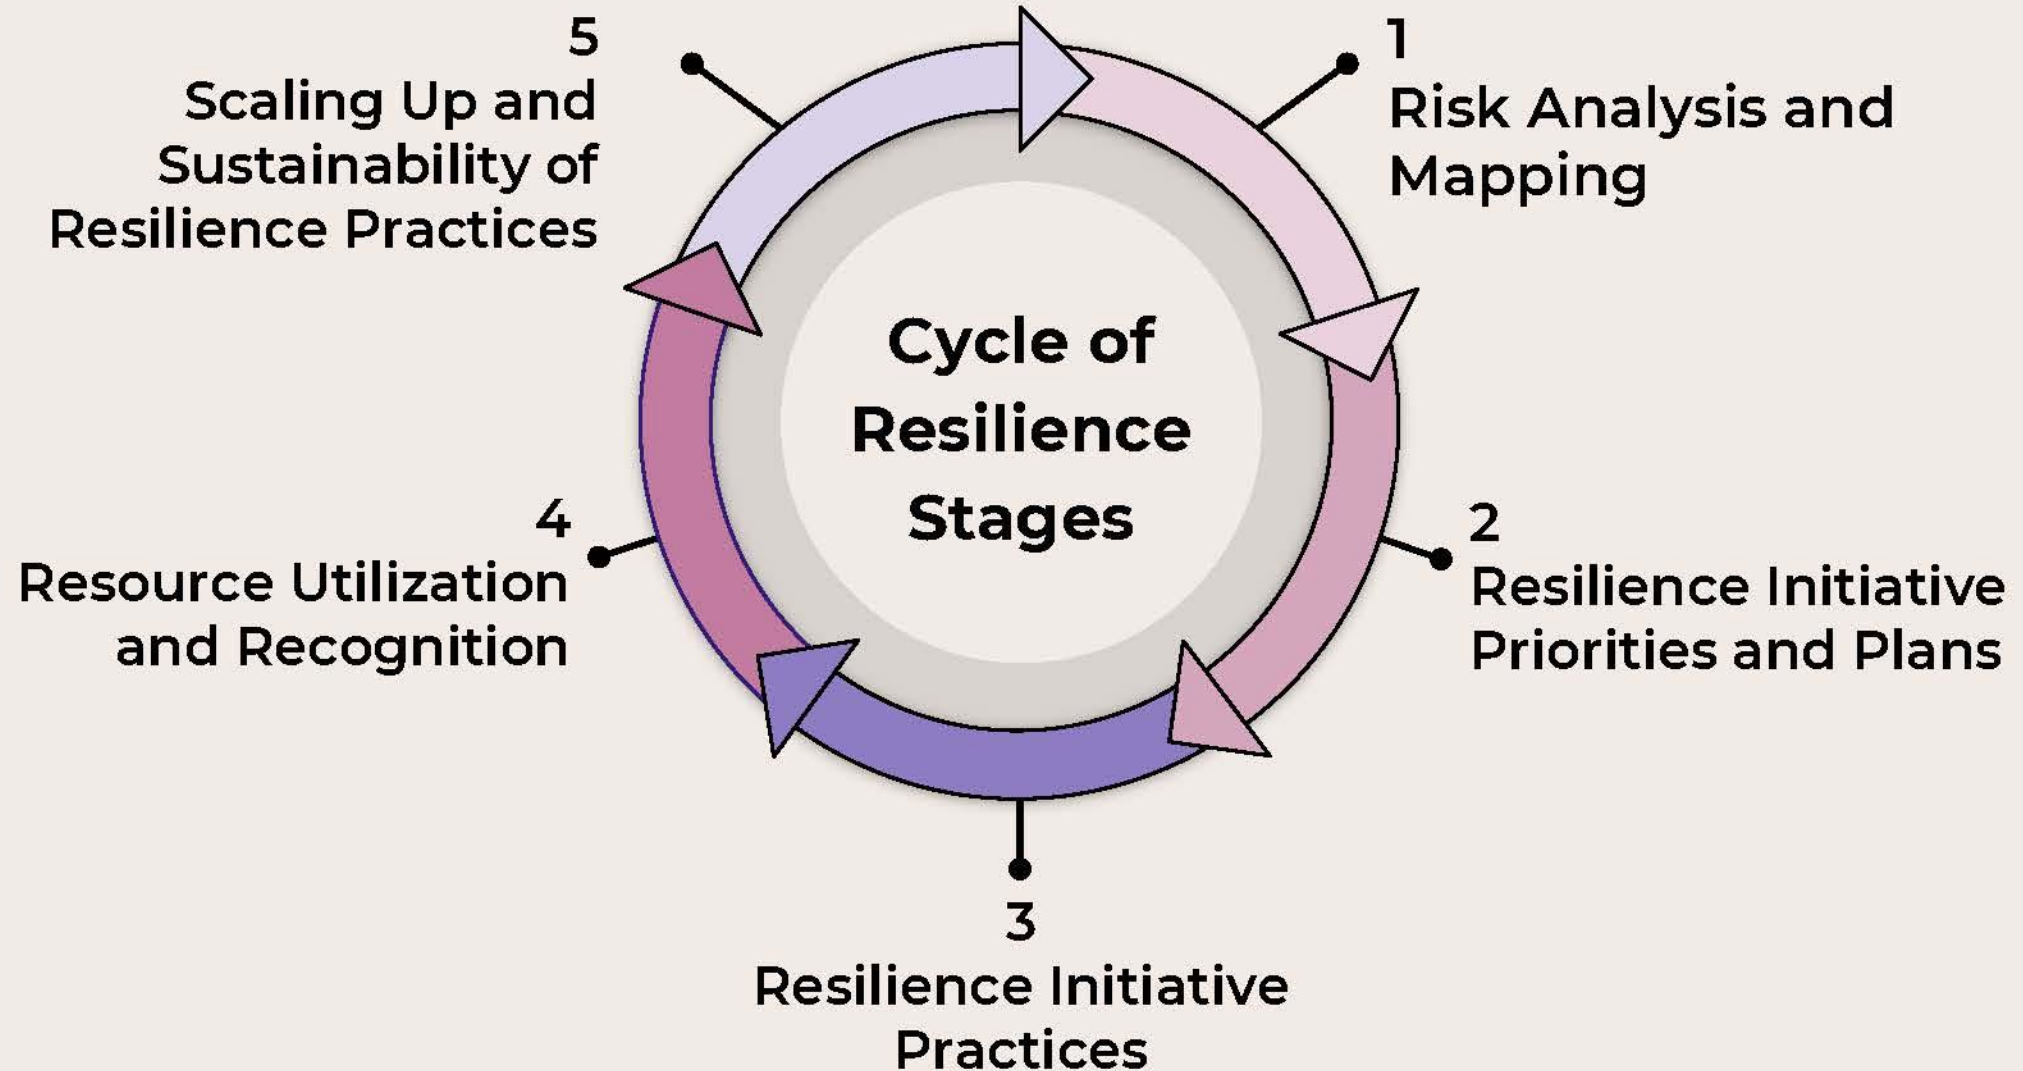 Cycle of
Resilience
Stages
1
Risk Analysis and
Mapping
2
Resilience Initiative
Priorities and Plans
3
Resilience Initiative
Practices
4
Resource Utilization
and Recognition
5
Scaling Up and
Sustainability of
Resilience Practices